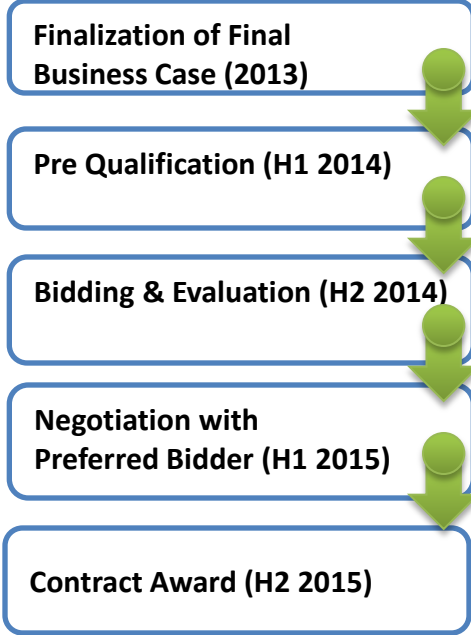 Finalization of Final
Business Case (2013)
Pre Qualification (H1 2014)
Bidding & Evaluation (H2 2014)
Negotiation with
Preferred Bidder (H1 2015)
Contract Award (H2 2015)